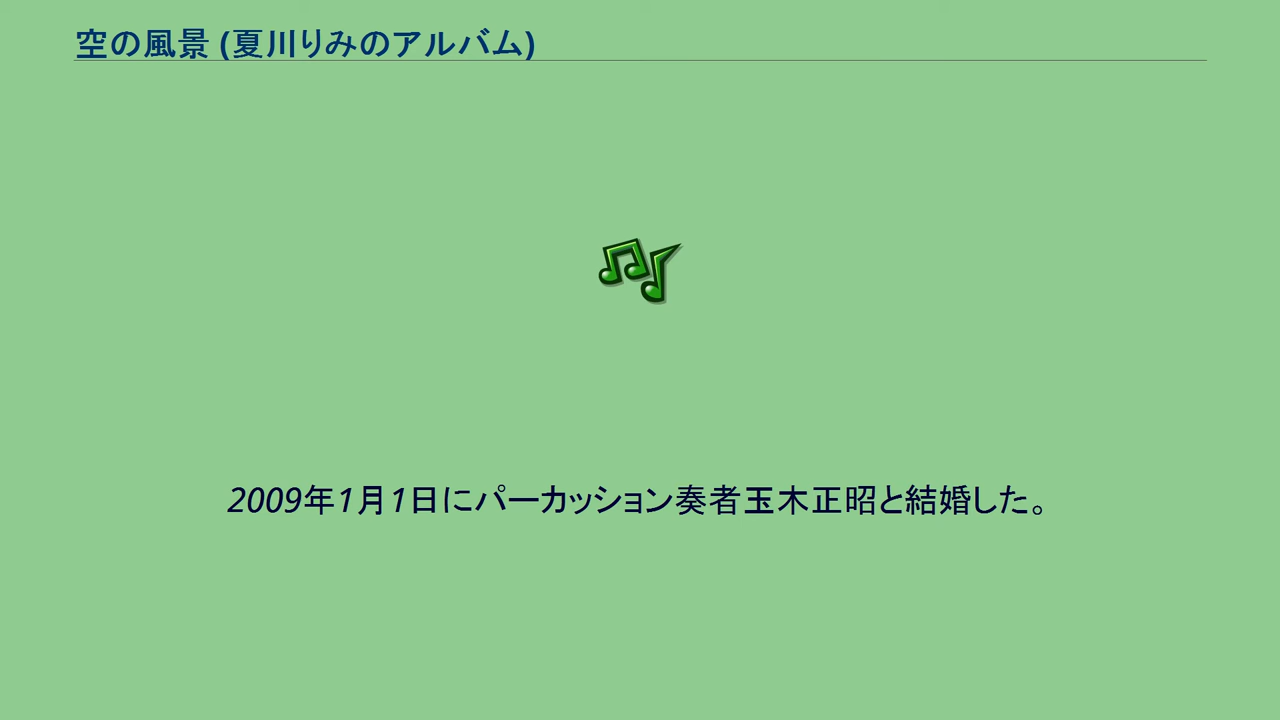 空の風景 (夏川りみのアルバム)
2009年1月1日にパーカッション奏者玉木正昭と結婚した。